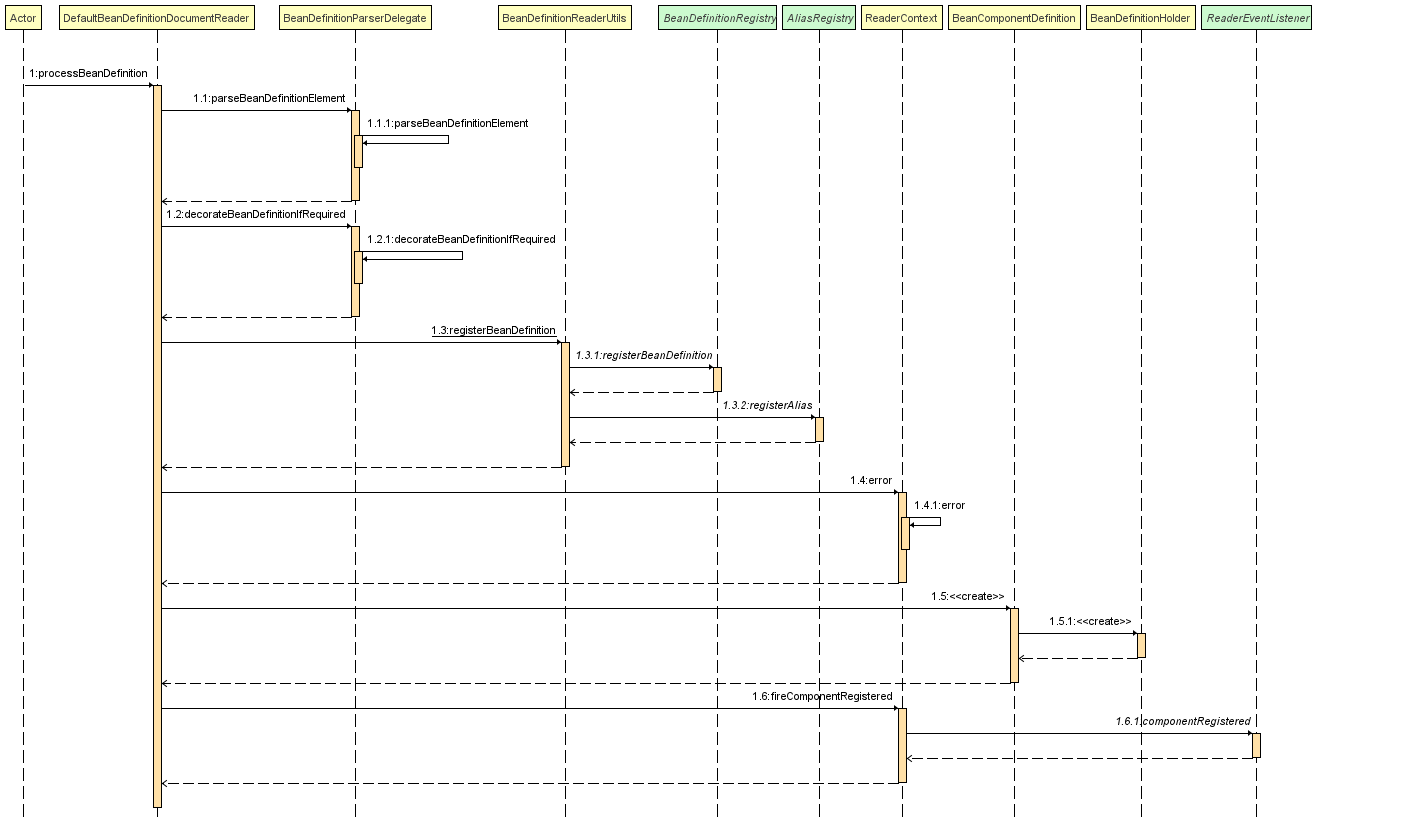 Actor
DefaultBeanDefinitionDocumentReader
BeanDefinitionParserDelegate
BeanDefinitionReaderUtils
BeanDefinitionRegistry
AliasRegistry
ReaderContext
BeanComponentDefinition
BeanDefinitionHolder
ReaderEventListener
1:processBeanDefinition
1.1:parseBeanDefinitionElement
1.1.1:parseBeanDefinitionElement
1.2:decorateBeanDefinitionIfRequired
1.2.1:decorateBeanDefinitionIfRequired
1.3:registerBeanDefinition
1.3.1:registerBeanDefinition
1.3.2:registerAlias
1.4:error
1.4.1:error
1.5:<<create>>
1.5.1:<<create>>
1.6:fireComponentRegistered
1.6.1:componentRegistered